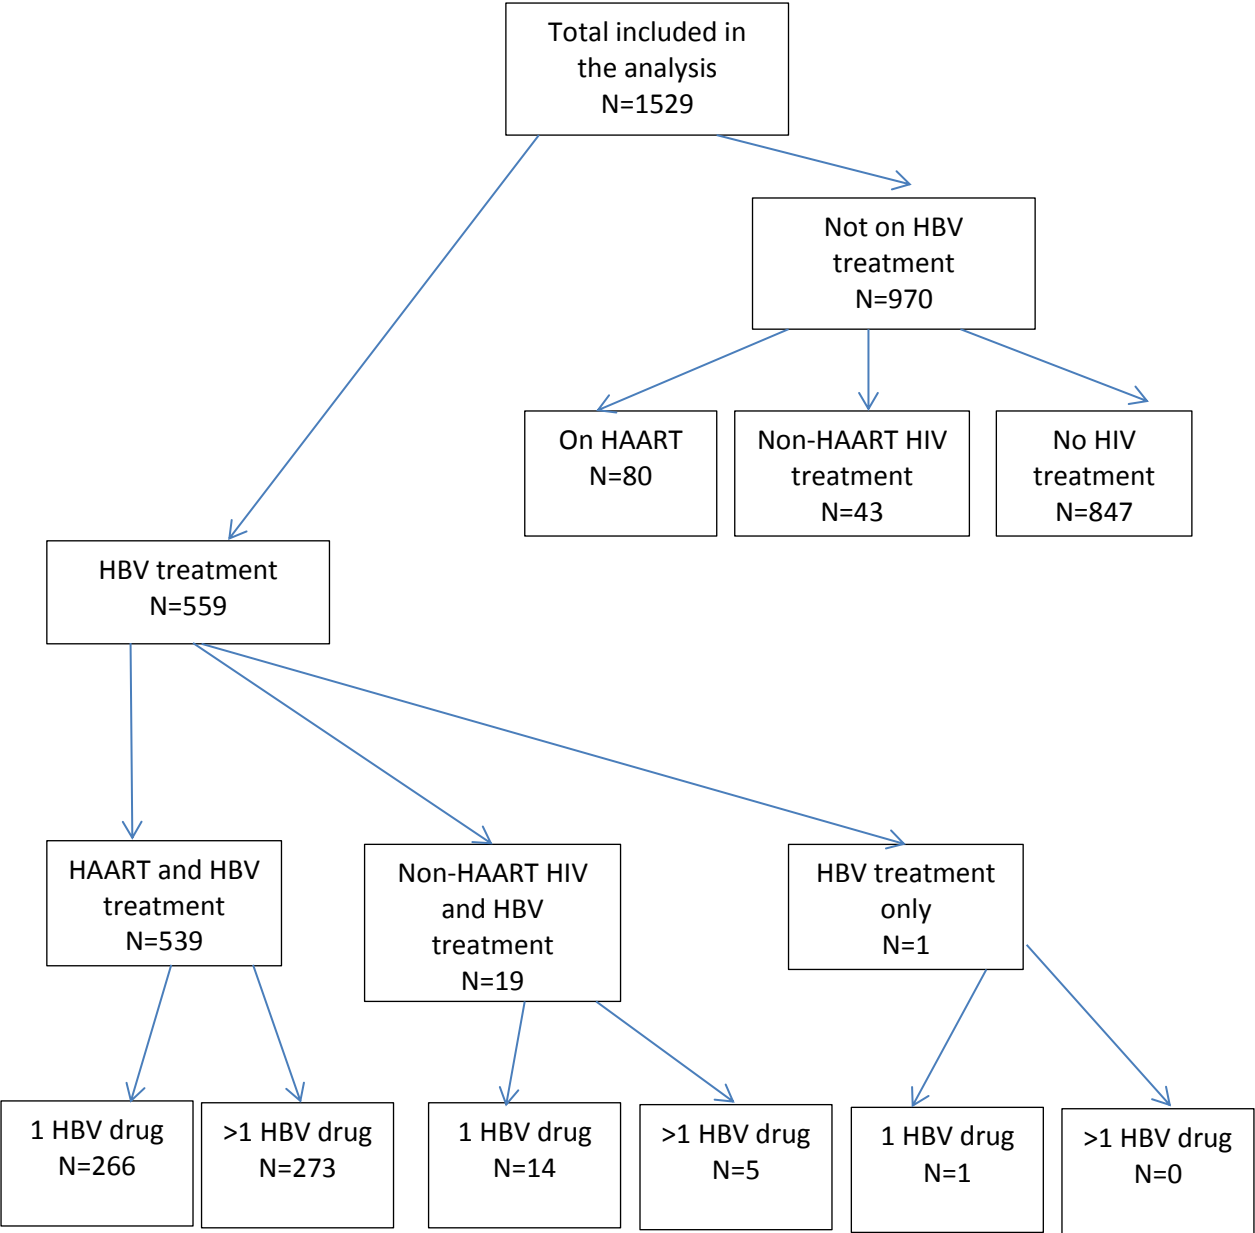 Total included in
the analysis
N=1529
Not on HBV
treatment
N=970
On HAART
N=80
Non-HAART HIV
treatment
N=43
No HIV
treatment
N=847
HBV treatment
N=559
HAART and HBV
treatment
N=539
Non-HAART HIV
and HBV
treatment
N=19
HBV treatment
only
N=1
1 HBV drug
N=266
>1 HBV drug
N=273
1 HBV drug
N=14
>1 HBV drug
N=5
1 HBV drug
N=1
>1 HBV drug
N=0